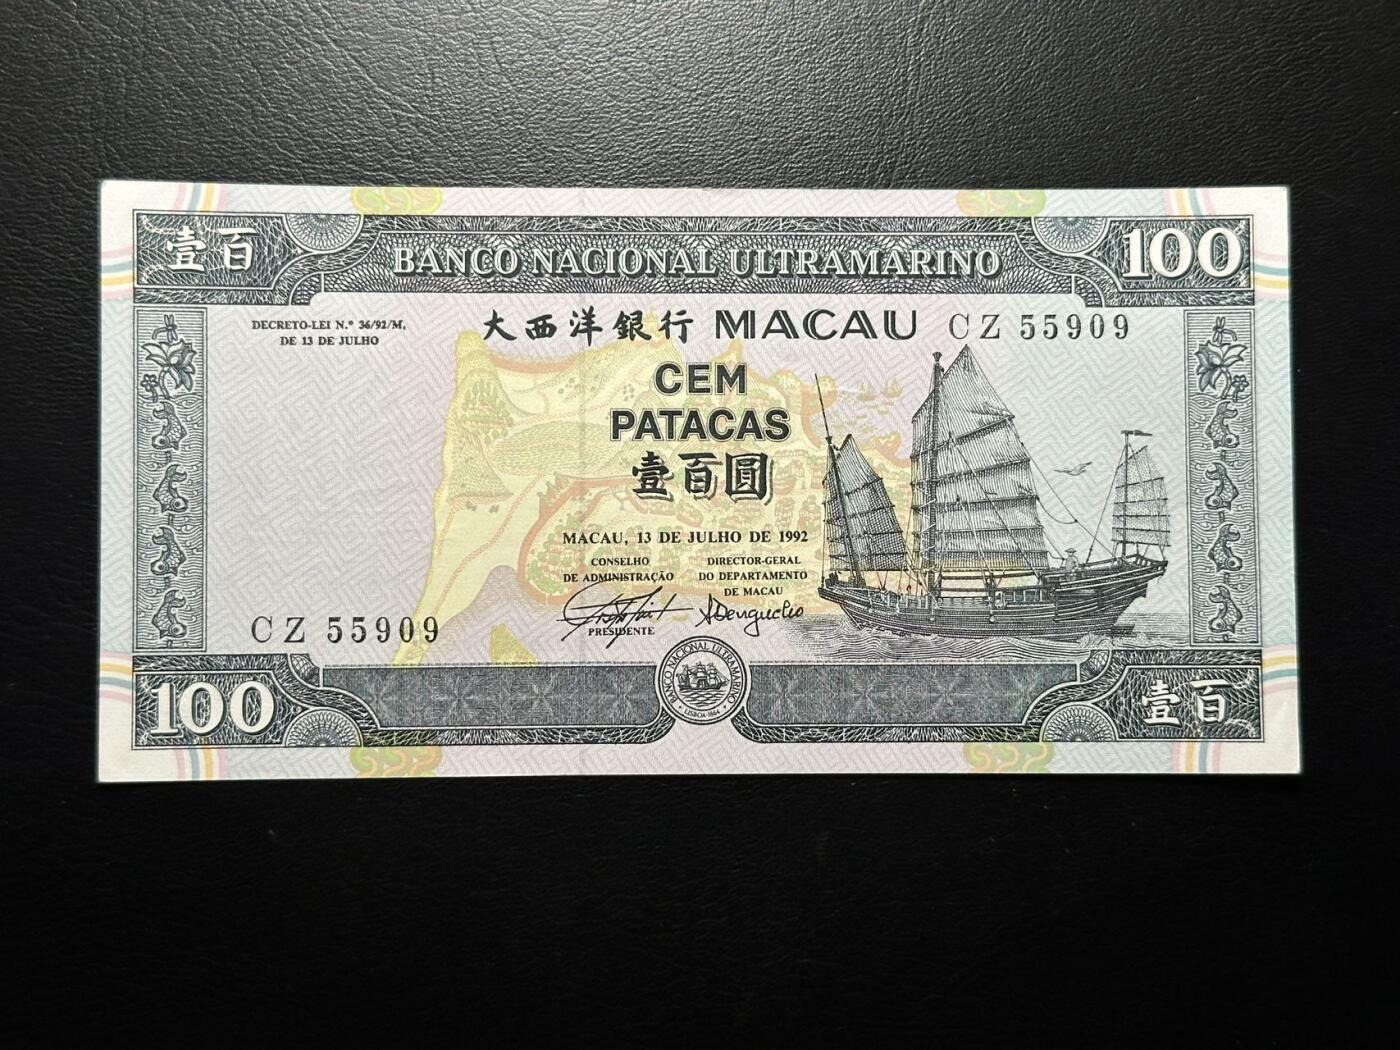 壹百
BANCO NACIONAL ULTRAMARINO
100
DECRETO-LEI N.º 36/92/M,
DE 13 DE JULHO
大西洋銀行 MACAU CZ 55909
CEM
PATACAS
壹百圓
MACAU, 13 DE JULHO DE 1992
CONSELHO
DE ADMINISTRAÇÃO
DIRECTOR-GERAL
DO DEPARTAMENTO
DE MACAU
PRESIDENTE
CZ 55909
BANCO NACIONAL ULTRAMARINO
LISBOA 1864
100
壹百